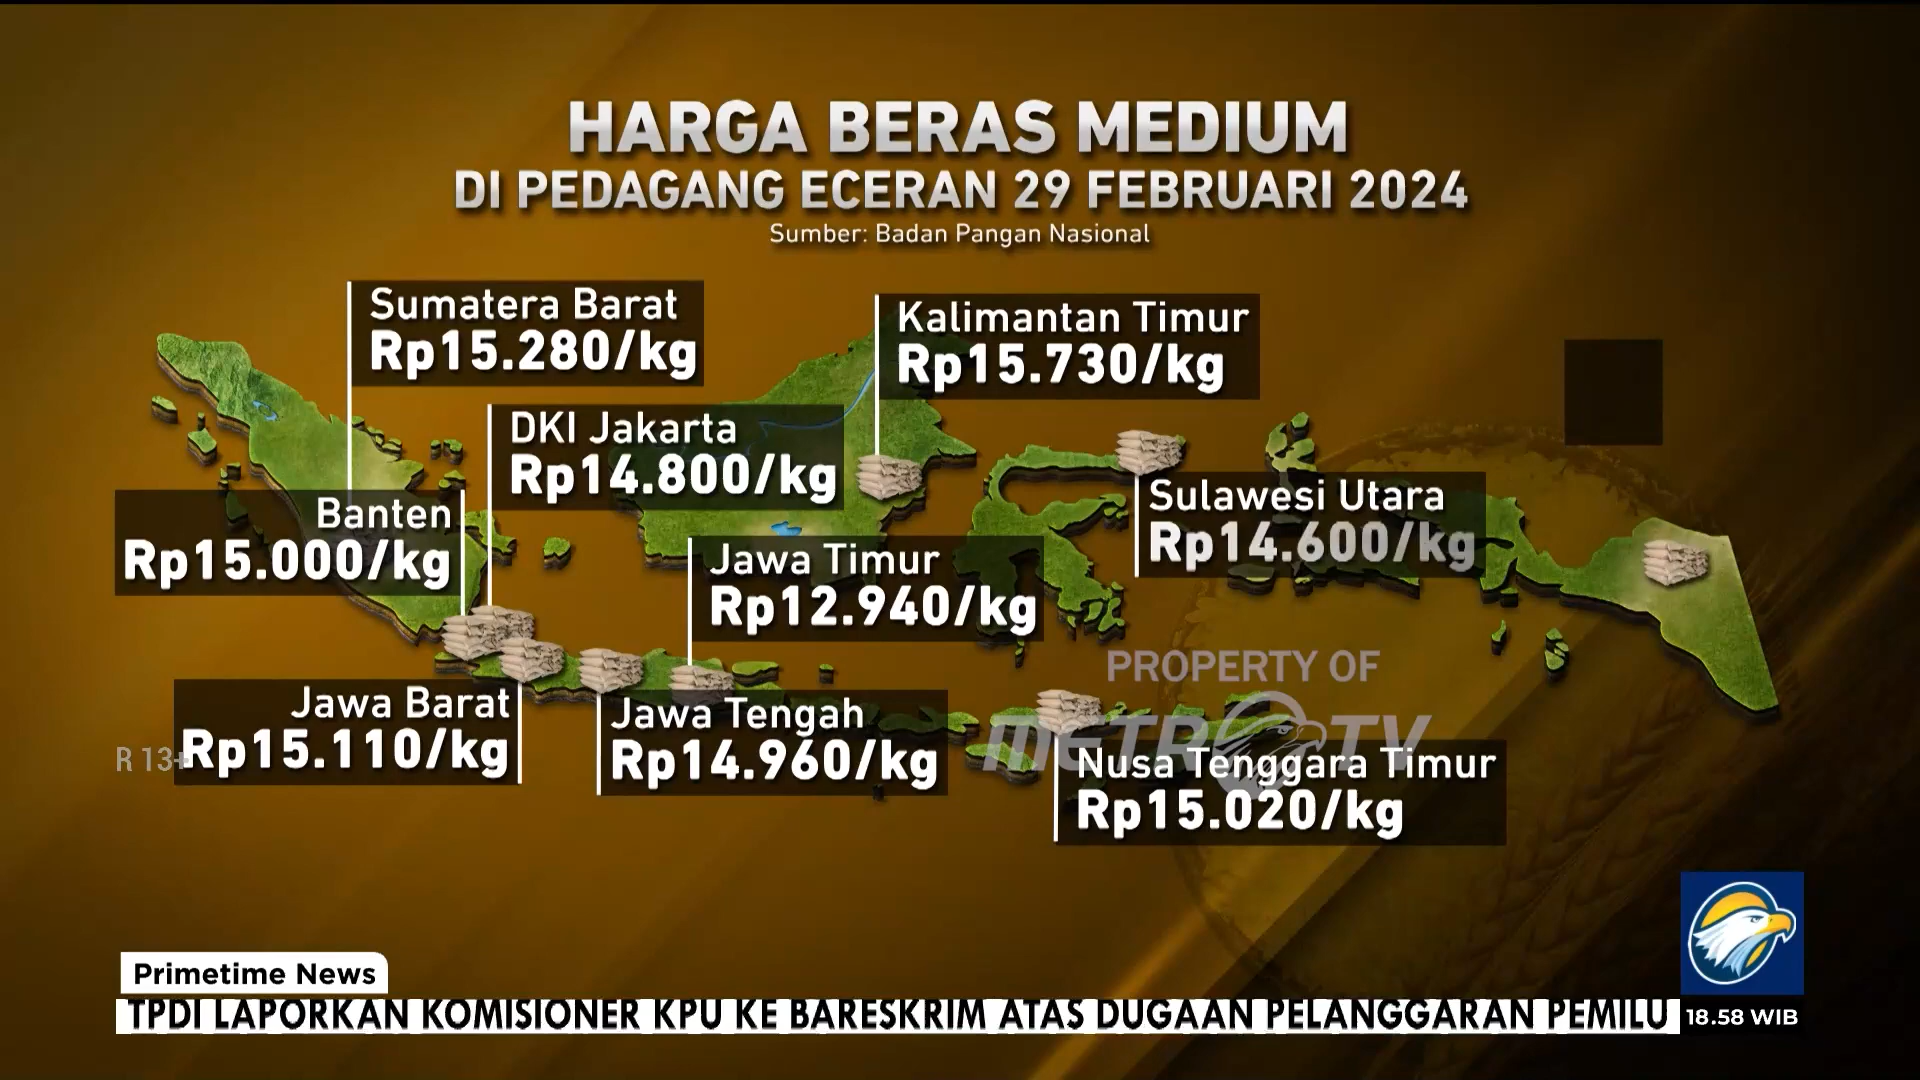 HARGA BERAS MEDIUM
DI PEDAGANG ECERAN 29 FEBRUARI 2024
Sumber: Badan Pangan Nasional
Sumatera Barat
Rp15.280/kg
Kalimantan Timur
Rp15.730/kg
DKI Jakarta
Rp14.800/kg
Banten
Rp15.000/kg
Sulawesi Utara
Rp14.600/kg
Jawa Timur
Rp12.940/kg
PROPERTY OF
METRO TV
Jawa Barat
Rp15.110/kg
R 13+
Jawa Tengah
Rp14.960/kg
Nusa Tenggara Timur
Rp15.020/kg
Primetime News
TPDI LAPORKAN KOMISIONER KPU KE BARESKRIM ATAS DUGAAN PELANGGARAN PEMILU
18.58 WIB